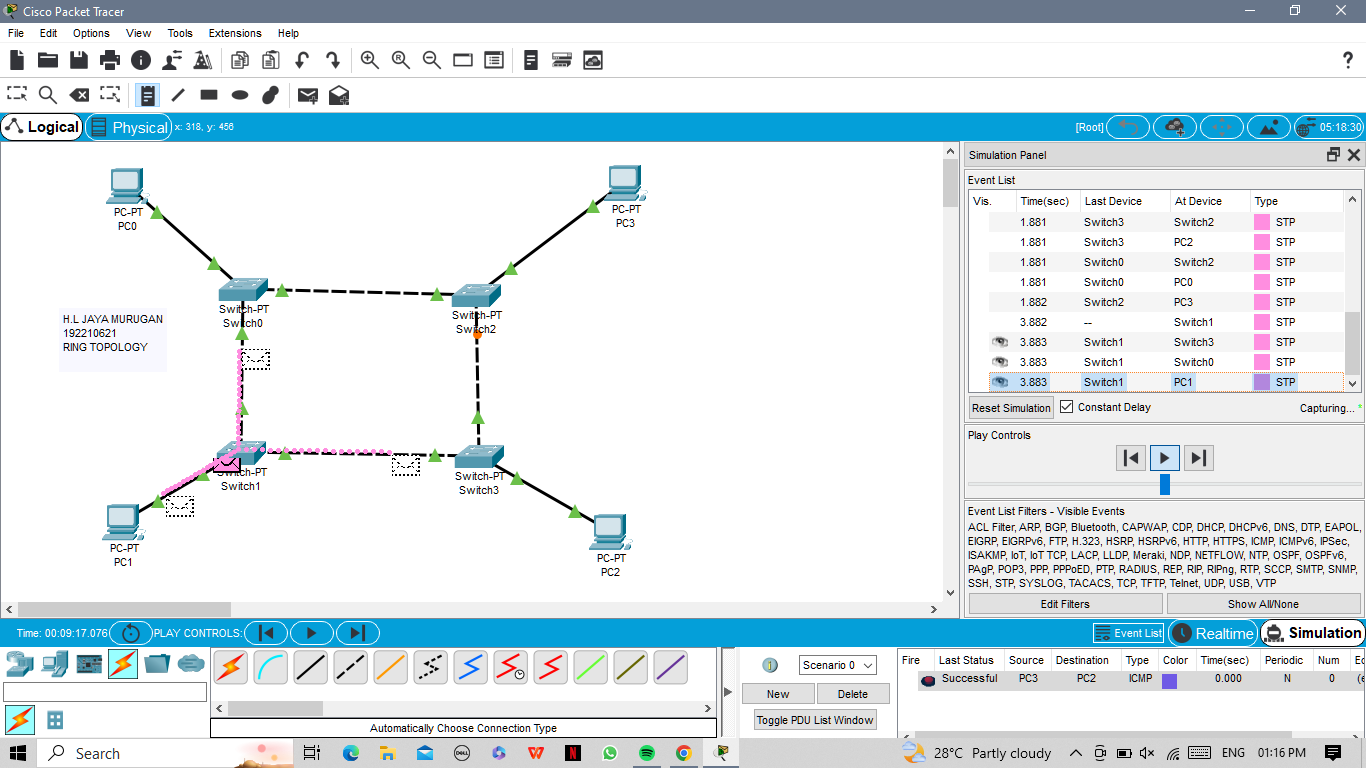 Cisco Packet Tracer
File Edit Options View Tools Extensions Help
?
Logical Physical x: 318, y: 456 [Root] 05:18:30
PC-PT
PC0
PC-PT
PC3
Switch-PT
Switch0
Switch-PT
Switch2
H.L JAYA MURUGAN
192210621
RING TOPOLOGY
Switch-PT
Switch1
Switch-PT
Switch3
PC-PT
PC1
PC-PT
PC2
Simulation Panel
Event List
Vis. Time(sec) Last Device At Device Type
1.881 Switch3 Switch2 STP
1.881 Switch3 PC2 STP
1.881 Switch0 Switch2 STP
1.881 Switch0 PC0 STP
1.882 Switch2 PC3 STP
3.882 -- Switch1 STP
3.883 Switch1 Switch3 STP
3.883 Switch1 Switch0 STP
3.883 Switch1 PC1 STP
Reset Simulation Constant Delay Capturing... *
Play Controls
Event List Filters - Visible Events
ACL Filter, ARP, BGP, Bluetooth, CAPWAP, CDP, DHCP, DHCPv6, DNS, DTP, EAPOL,
EIGRP, EIGRPv6, FTP, H.323, HSRP, HSRPv6, HTTP, HTTPS, ICMP, ICMPv6, IPSec,
ISAKMP, IoT, IoT TCP, LACP, LLDP, Meraki, NDP, NETFLOW, NTP, OSPF, OSPFv6,
PAgP, POP3, PPP, PPPoED, PTP, RADIUS, REP, RIP, RIPng, RTP, SCCP, SMTP, SNMP,
SSH, STP, SYSLOG, TACACS, TCP, TFTP, Telnet, UDP, USB, VTP
Edit Filters Show All/None
Time: 00:09:17.076 PLAY CONTROLS: Event List Realtime Simulation
Automatically Choose Connection Type
Scenario 0
New Delete
Toggle PDU List Window
Fire Last Status Source Destination Type Color Time(sec) Periodic Num Ed
Successful PC3 PC2 ICMP 0.000 N 0 (e
Search DELL W N 28°C Partly cloudy ENG 01:16 PM